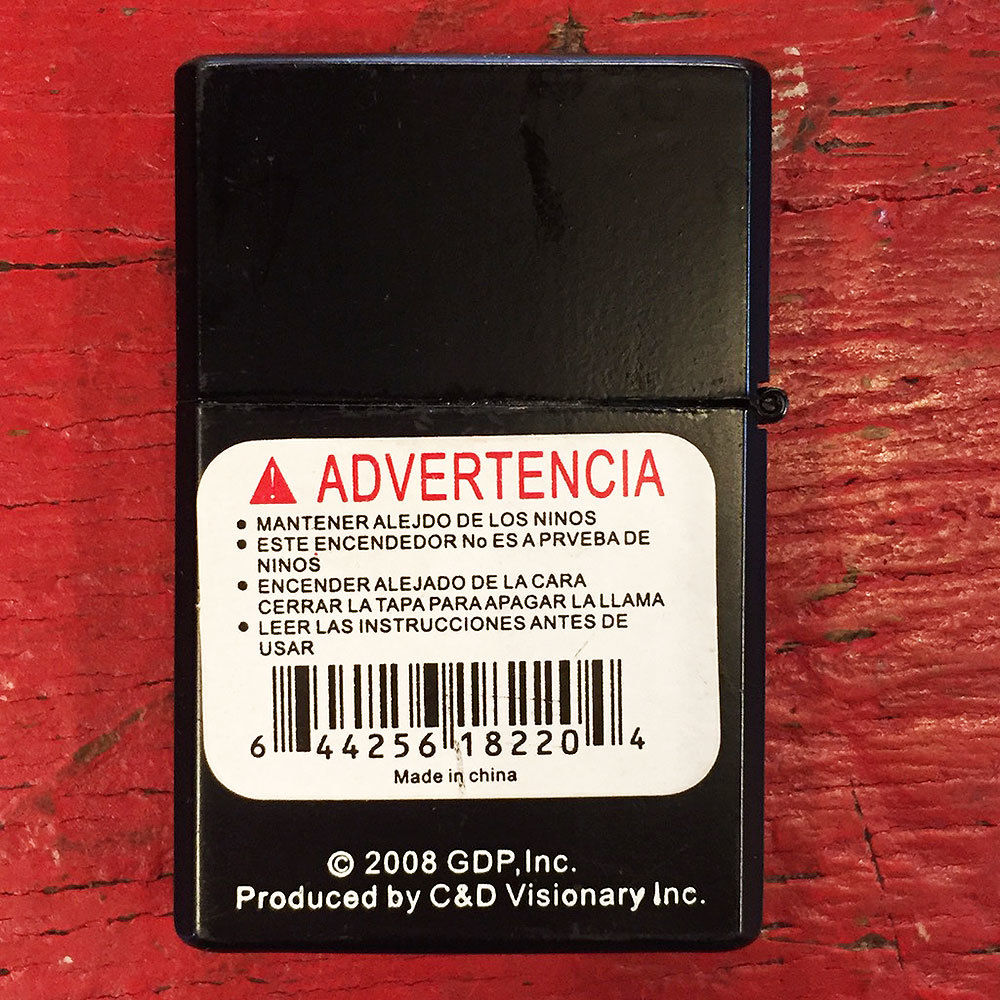 ADVERTENCIA
• MANTENER ALEJDO DE LOS NINOS
• ESTE ENCENDEDOR No ES A PRVEBA DE
NINOS
• ENCENDER ALEJADO DE LA CARA
CERRAR LA TAPA PARA APAGAR LA LLAMA
• LEER LAS INSTRUCCIONES ANTES DE
USAR
6 44256 18220 4
Made in china
© 2008 GDP,Inc.
Produced by C&D Visionary Inc.